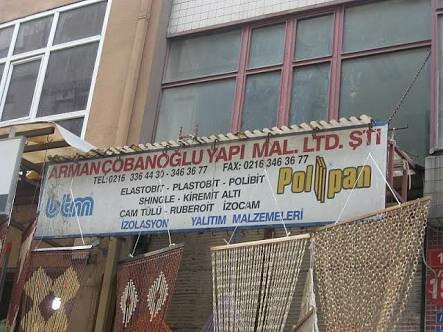 ARMAN ÇOBANOĞLU YAPI MAL. LTD. ŞTİ
TEL: 0216 336 44 30 - 346 36 77 FAX: 0216 346 36 77
btm
ELASTOBİT - PLASTOBİT - POLİBİT
SHINGLE - KİREMİT ALTI
CAM TÜLÜ - RUBEROİT İZOCAM
İZOLASYON YALITIM MALZEMELERİ
Polipan